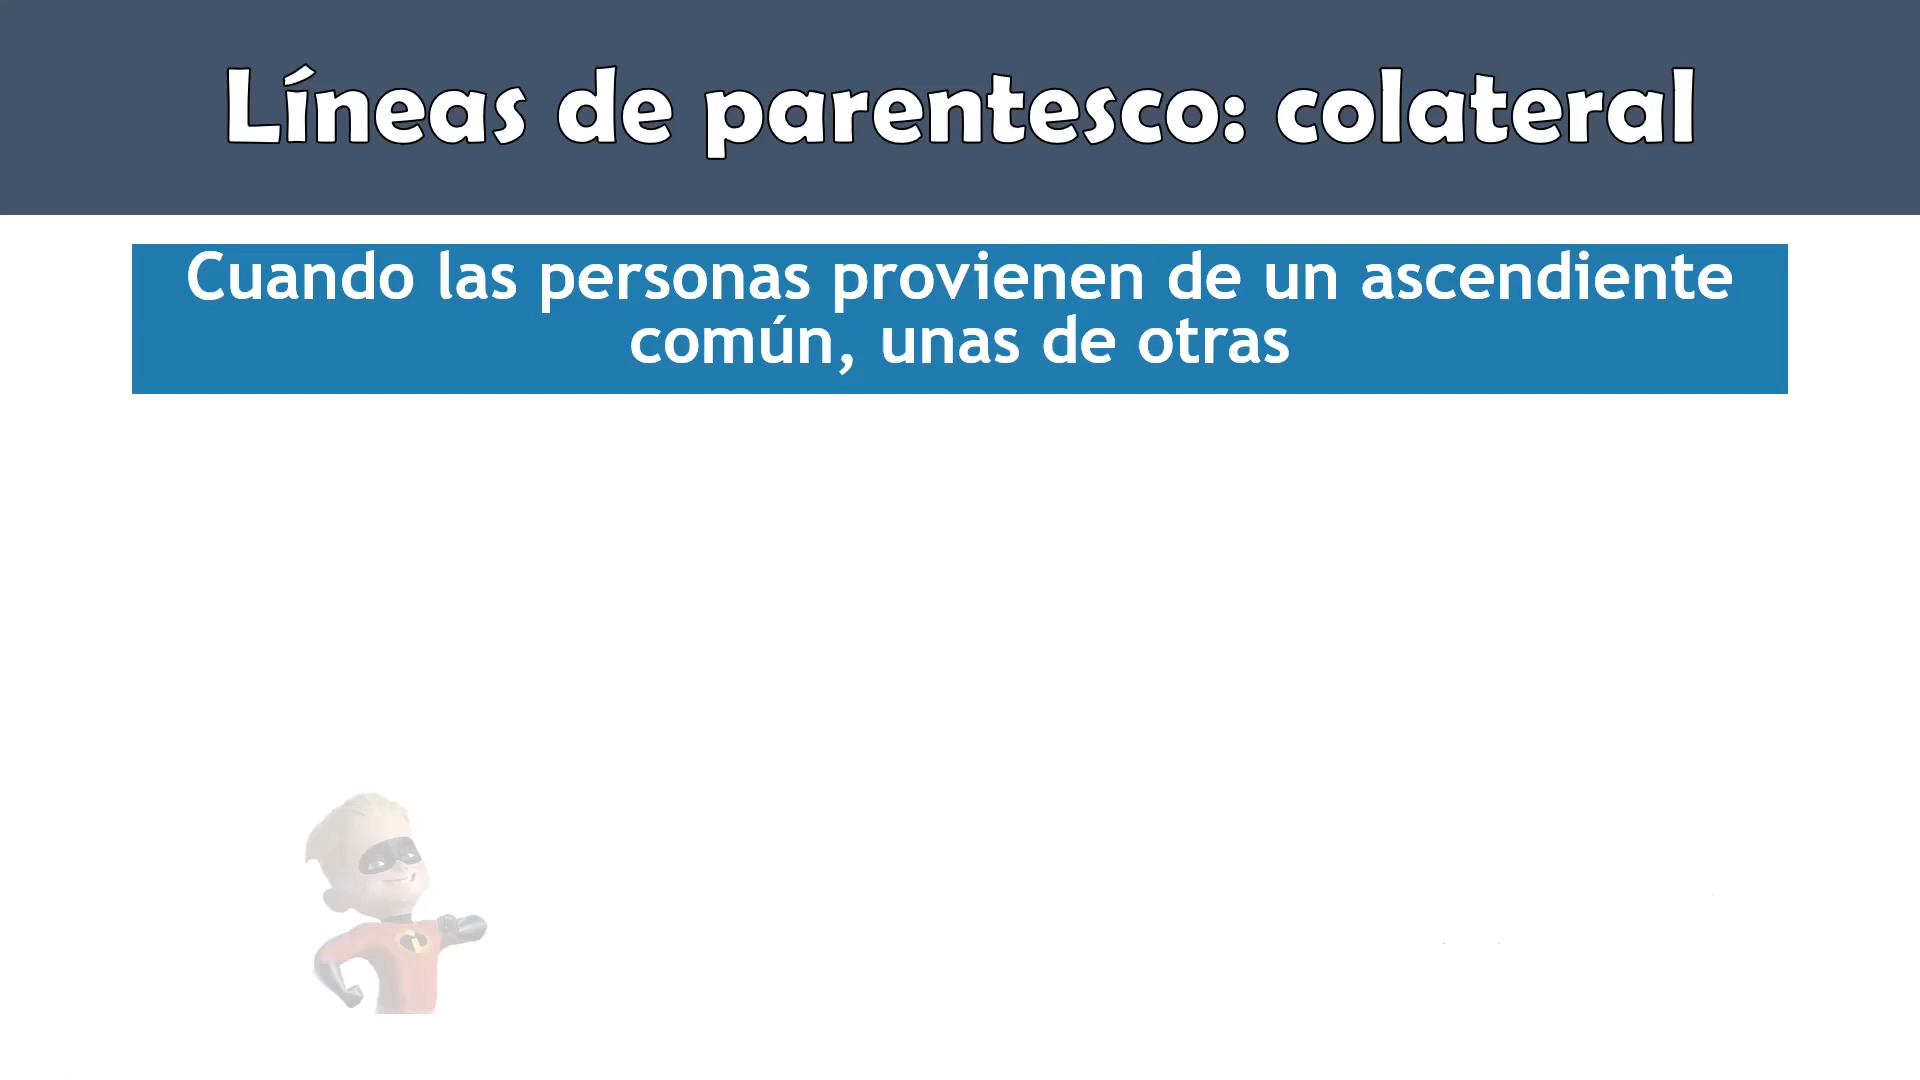 Líneas de parentesco: colateral
Cuando las personas provienen de un ascendiente
común, unas de otras